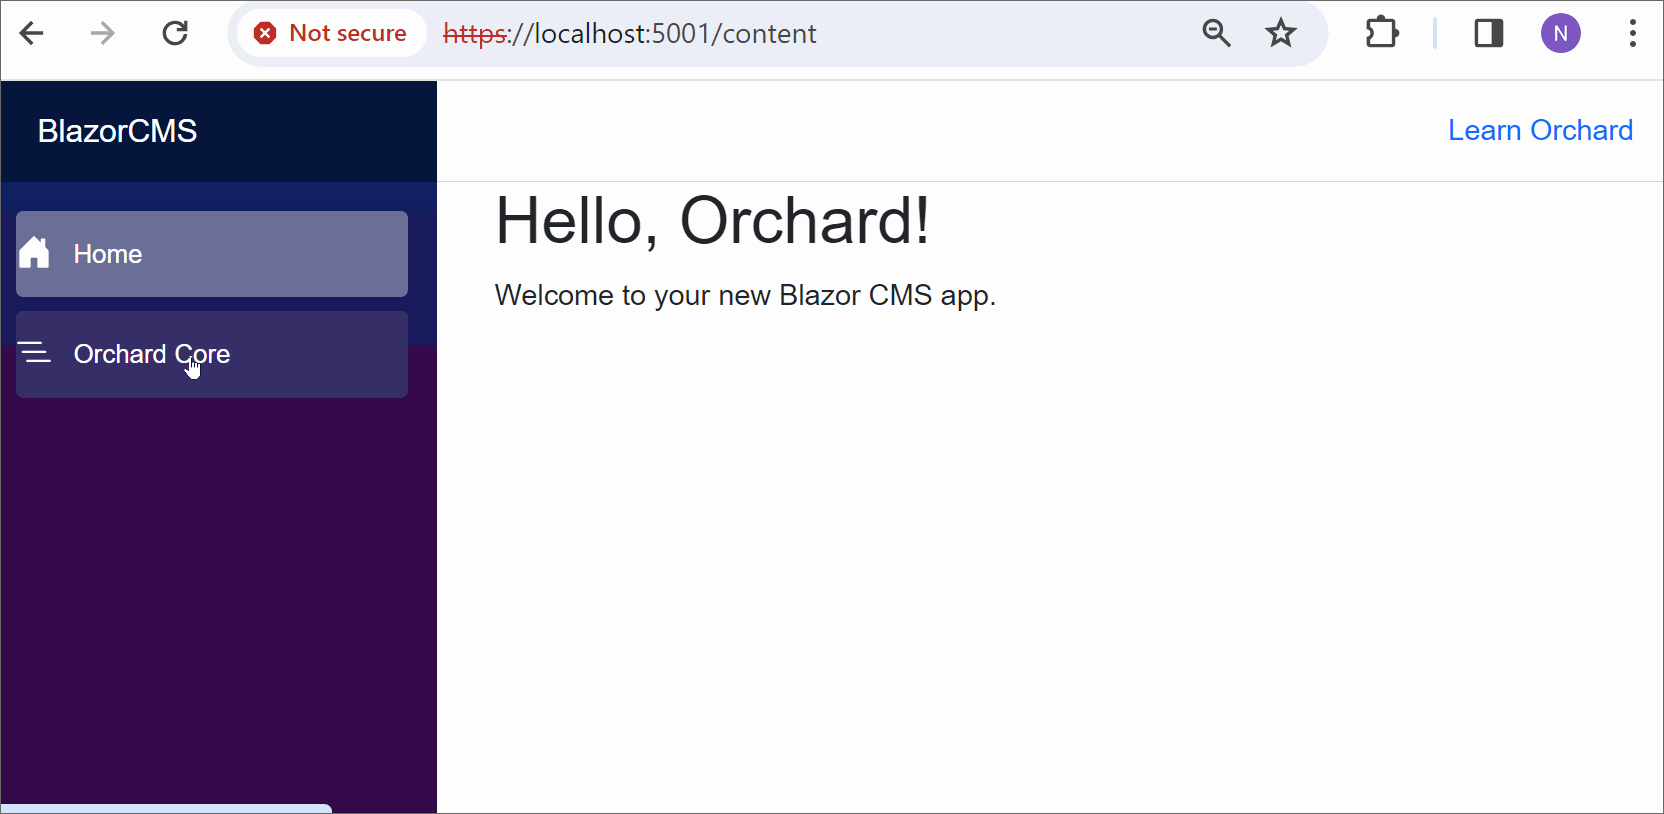 Not secure https://localhost:5001/content N
BlazorCMS
Learn Orchard
Home
Orchard Core
Hello, Orchard!
Welcome to your new Blazor CMS app.